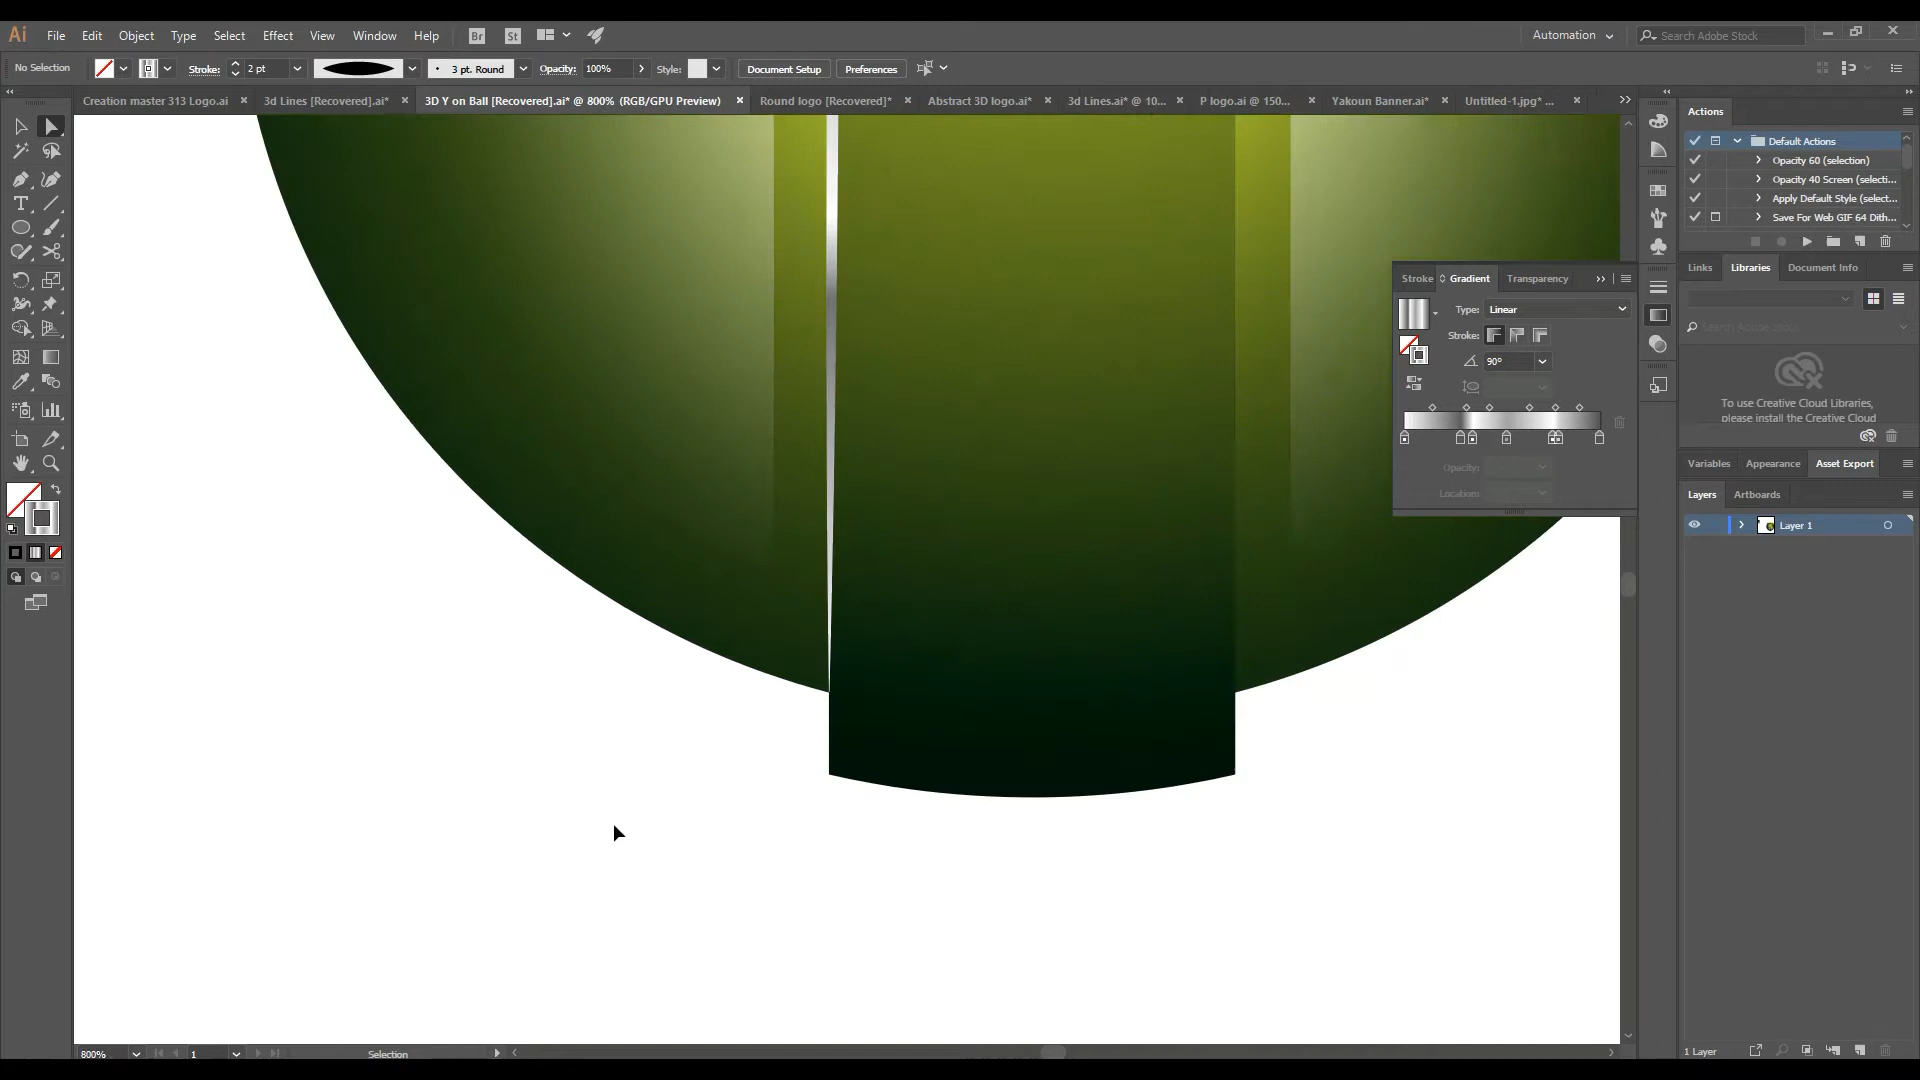 Ai File Edit Object Type Select Effect View Window Help Br St Automation Search Adobe Stock
No Selection Stroke: 2 pt 3 pt. Round Opacity: 100% Style: Document Setup Preferences
Creation master 313 Logo.ai 3d Lines [Recovered].ai* 3D Y on Ball [Recovered].ai* @ 800% (RGB/GPU Preview) Round logo [Recovered]* Abstract 3D logo.ai* 3d Lines.ai* @ 10... P logo.ai @ 150... Yakoun Banner.ai* Untitled-1.jpg* ...
Actions
Default Actions
Opacity 60 (selection)
Opacity 40 Screen (selecti...
Apply Default Style (select...
Save For Web GIF 64 Dith...
Links Libraries Document Info
Search Adobe Stock
To use Creative Cloud Libraries,
please install the Creative Cloud
Stroke Gradient Transparency
Type: Linear
Stroke:
90°
Opacity:
Location:
Variables Appearance Asset Export
Layers Artboards
Layer 1
1 Layer
800% 1 Selection